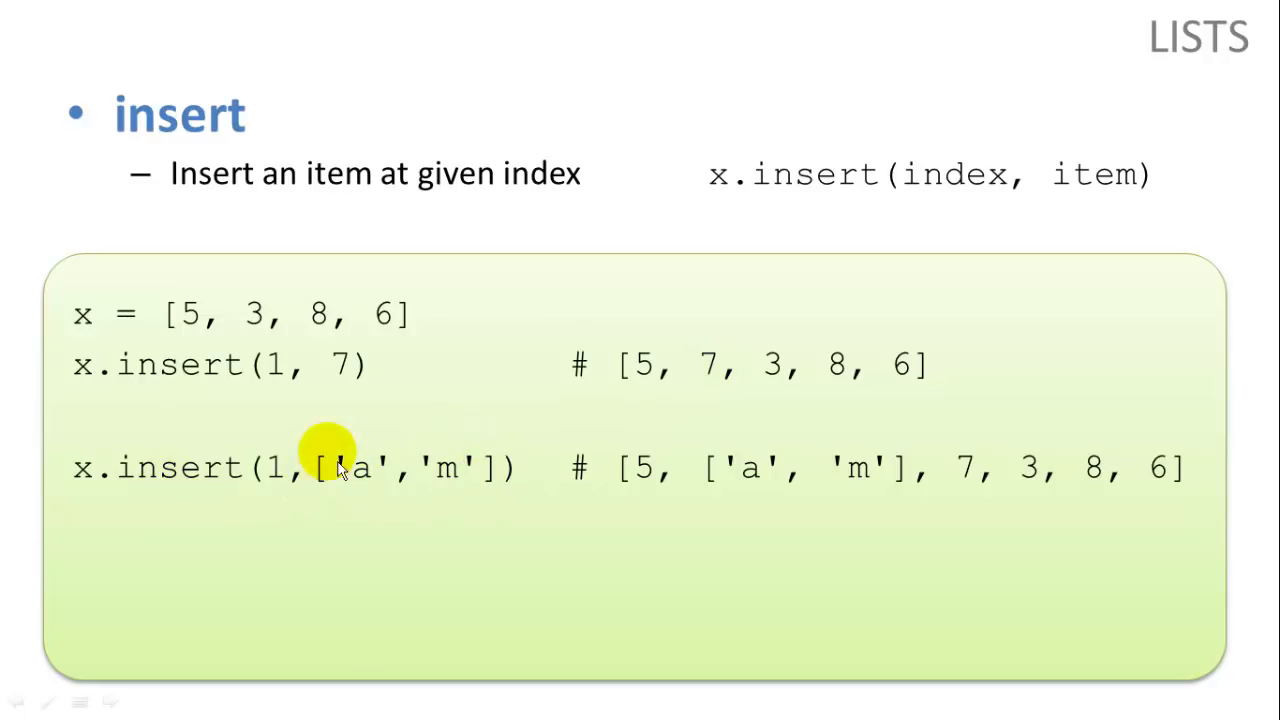 LISTS
• insert
– Insert an item at given index x.insert(index, item)
x = [5, 3, 8, 6]
x.insert(1, 7) # [5, 7, 3, 8, 6]
x.insert(1,['a','m']) # [5, ['a', 'm'], 7, 3, 8, 6]